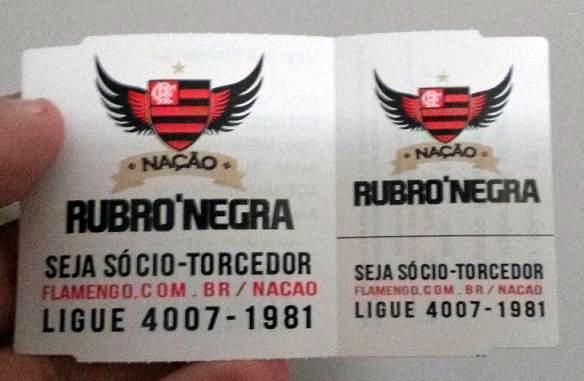 NAÇÃO
RUBRO'NEGRA
SEJA SÓCIO-TORCEDOR
FLAMENGO.COM.BR/NACAO
LIGUE 4007-1981
NAÇÃO
RUBRO'NEGRA
SEJA SÓCIO-TORCEDOR
FLAMENGO.COM.BR/NACAO
LIGUE 4007-1981